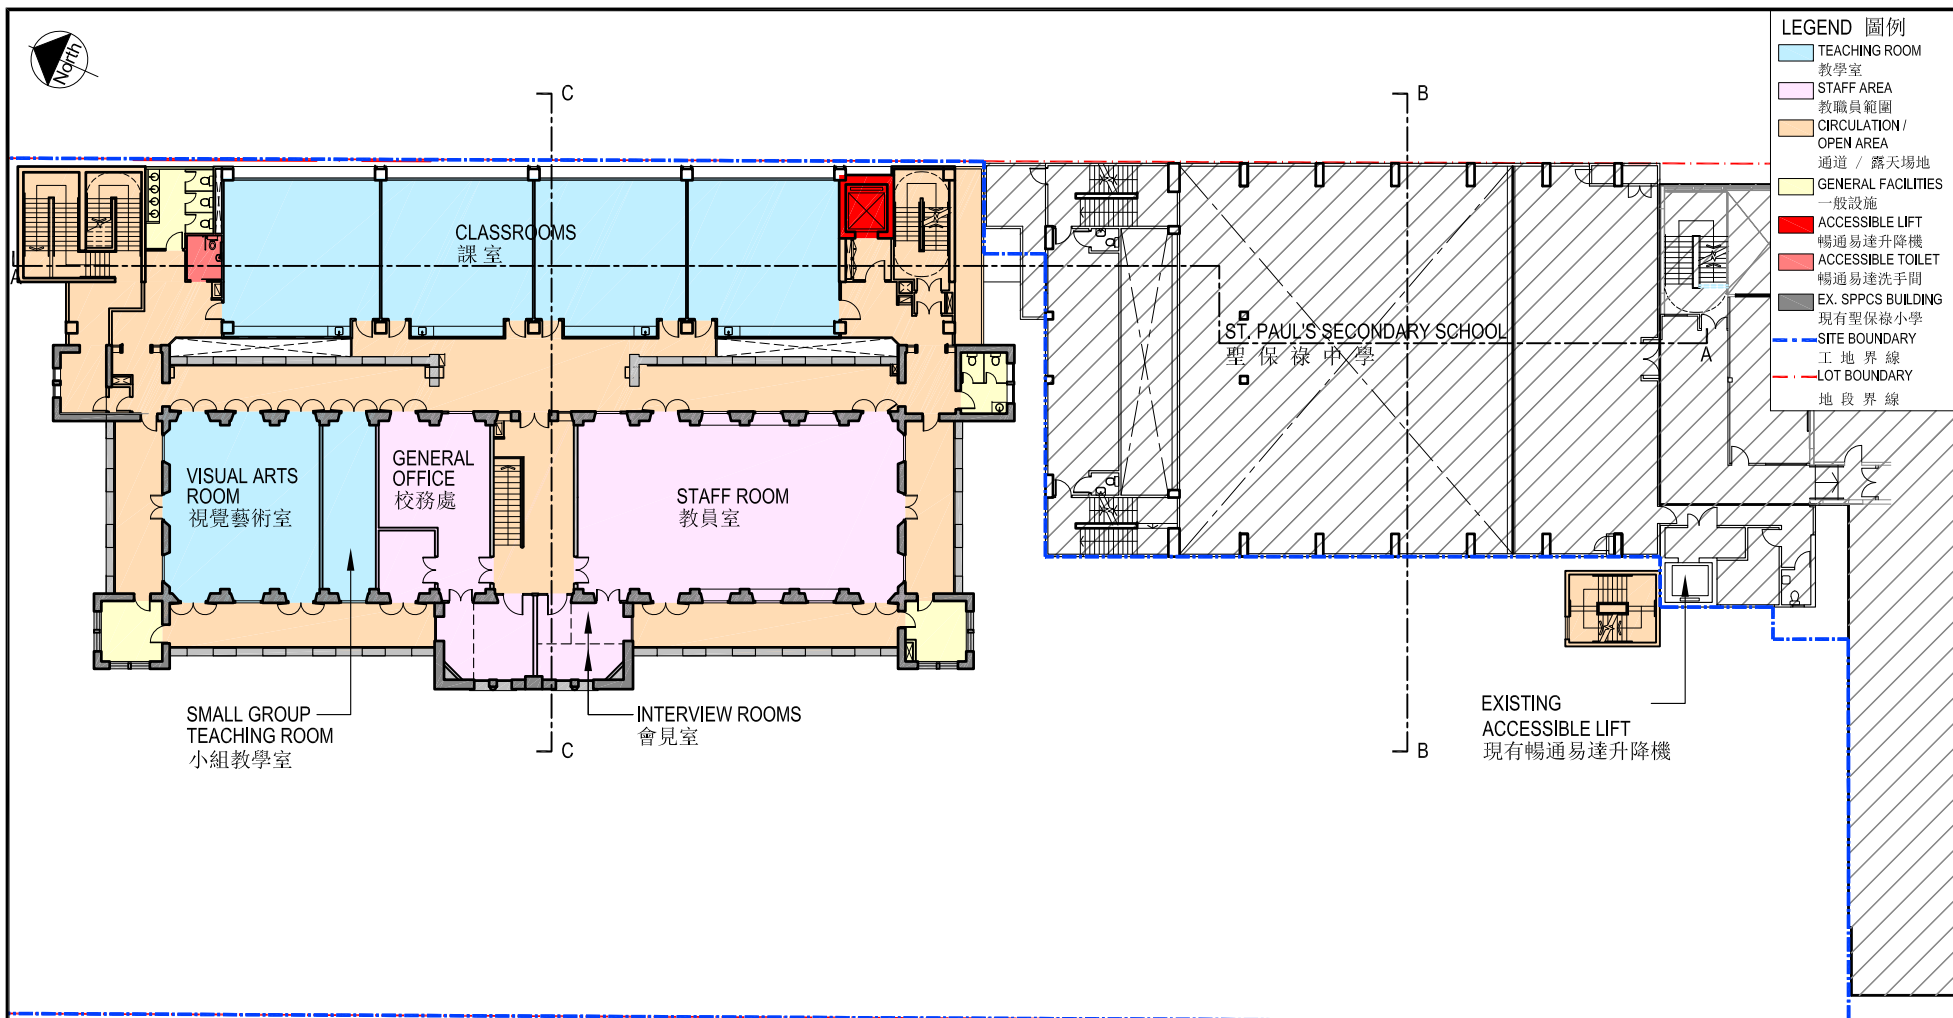 North
C
B
LEGEND 圖例
TEACHING ROOM
教學室
STAFF AREA
教職員範圍
CIRCULATION /
OPEN AREA
通道 / 露天場地
GENERAL FACILITIES
一般設施
ACCESSIBLE LIFT
暢通易達升降機
ACCESSIBLE TOILET
暢通易達洗手間
EX. SPPCS BUILDING
現有聖保祿小學
SITE BOUNDARY
工地界線
LOT BOUNDARY
地段界線
CLASSROOMS
課室
A
ST. PAUL'S SECONDARY SCHOOL
聖保祿中學
A
VISUAL ARTS
ROOM
視覺藝術室
GENERAL
OFFICE
校務處
STAFF ROOM
教員室
SMALL GROUP
TEACHING ROOM
小組教學室
INTERVIEW ROOMS
會見室
EXISTING
ACCESSIBLE LIFT
現有暢通易達升降機
C
B